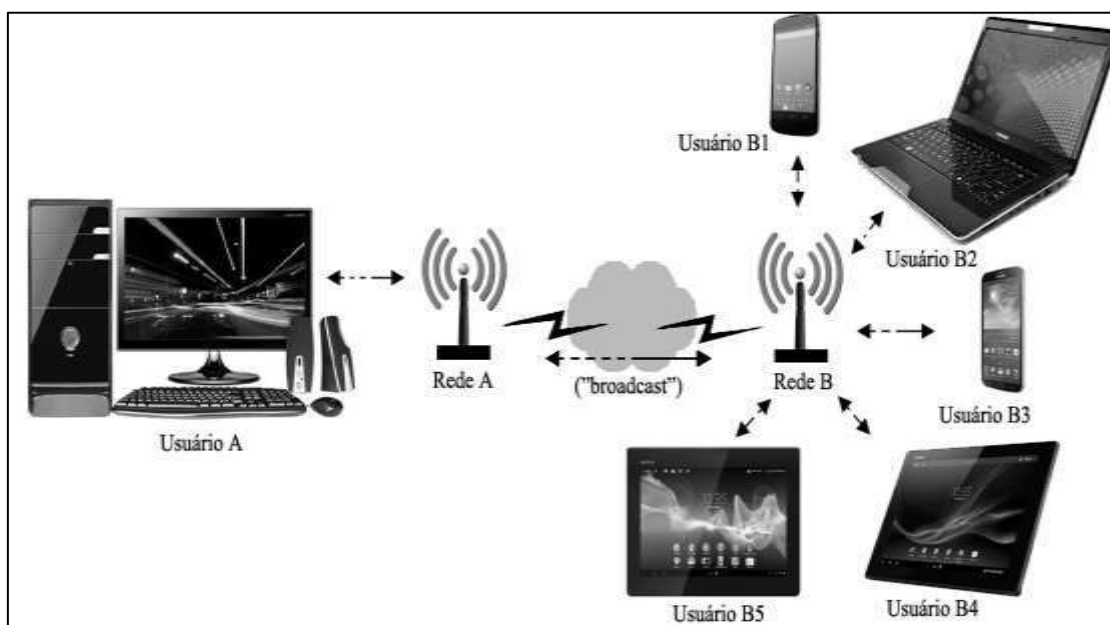 Usuário B1
Usuário B2
Usuário A
Rede A
("broadcast")
Rede B
Usuário B3
Usuário B5
Usuário B4